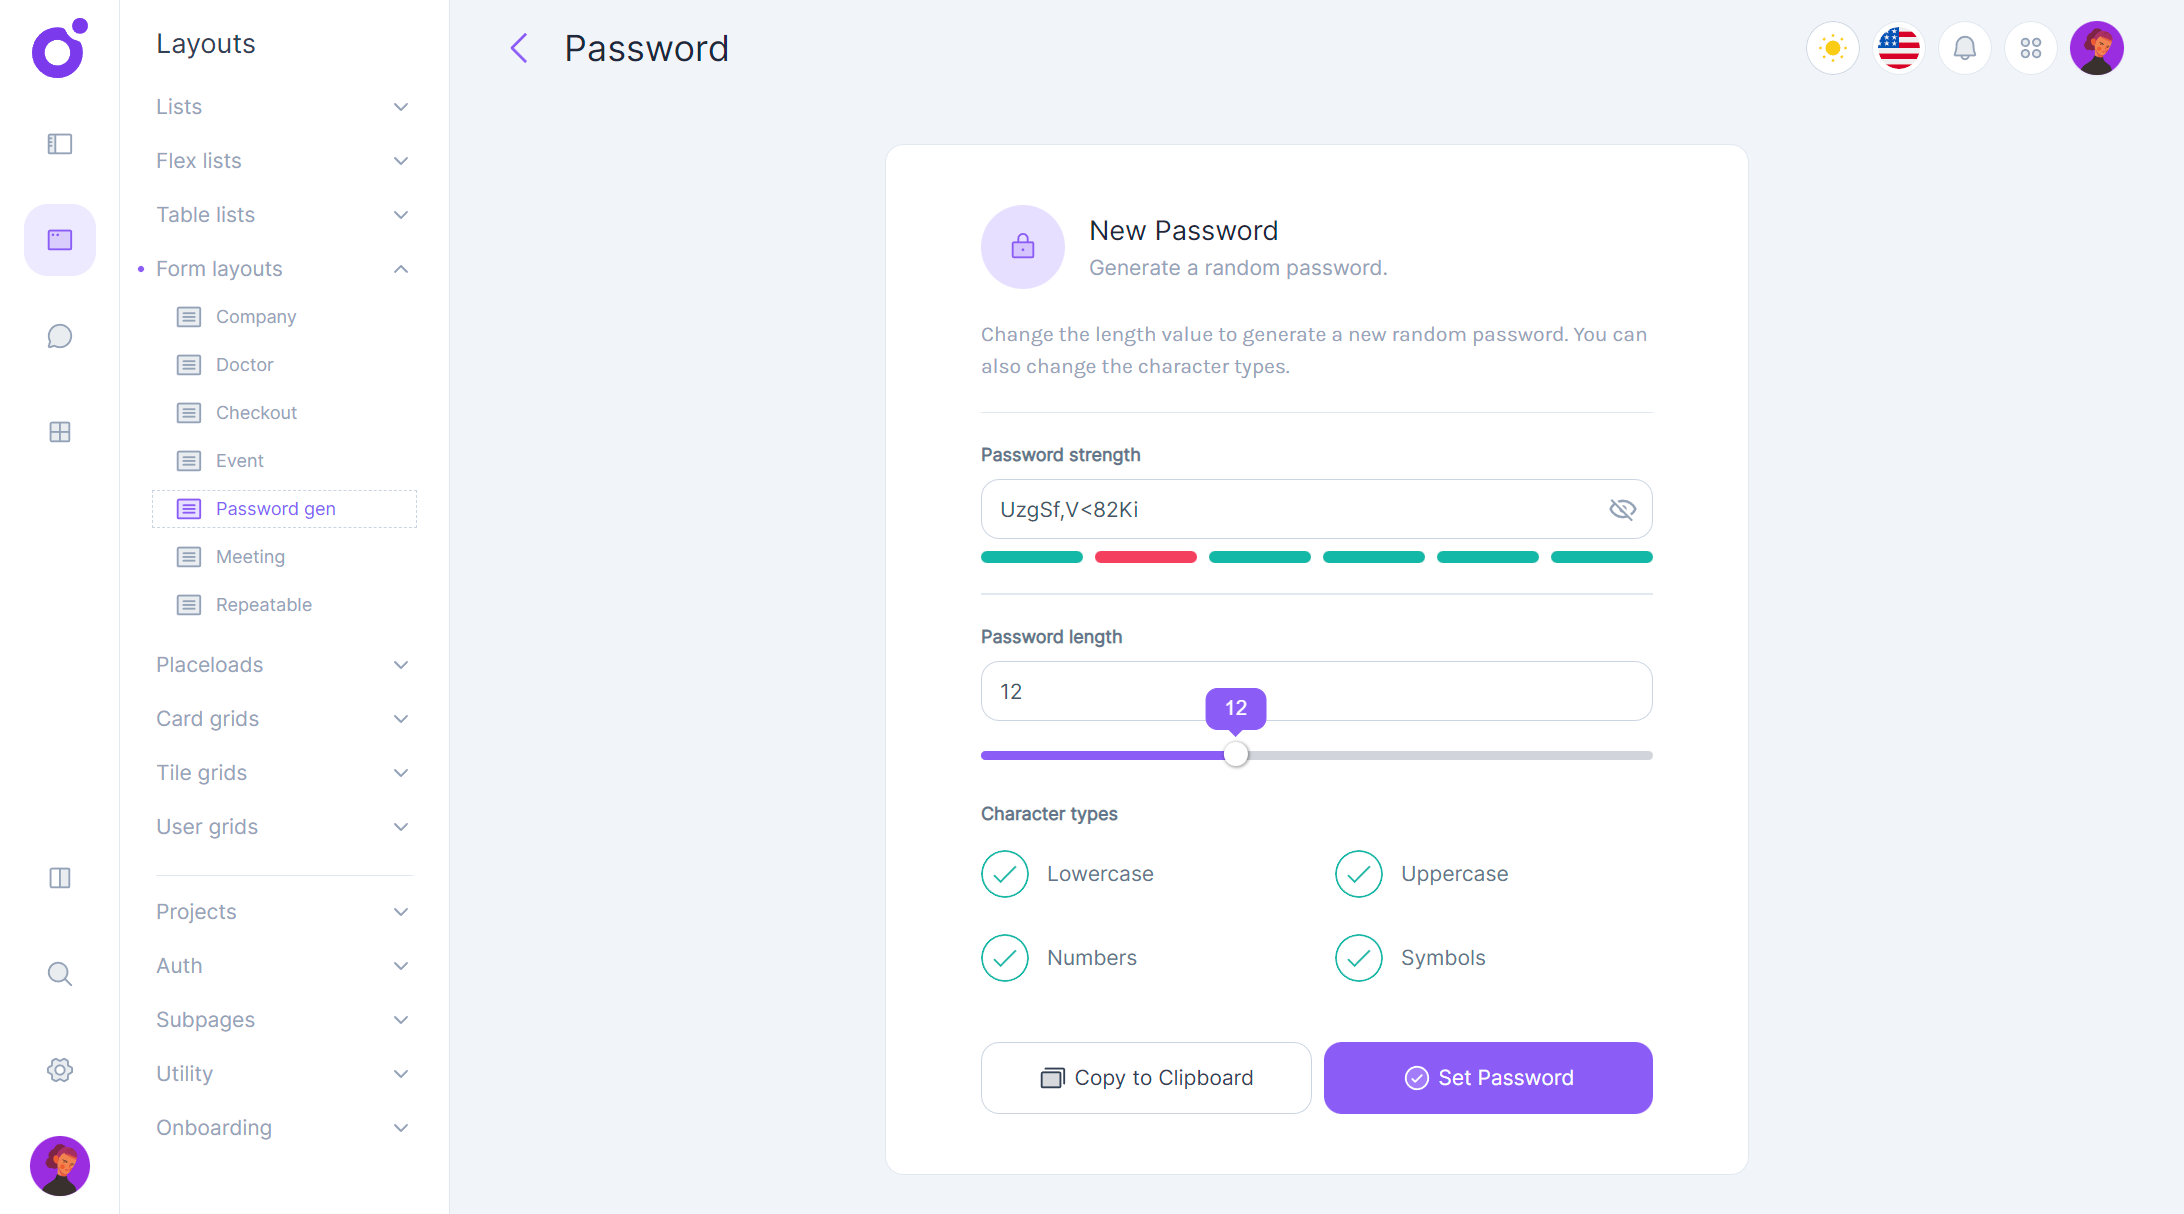 Layouts
Lists
Flex lists
Table lists
Form layouts
Company
Doctor
Checkout
Event
Password gen
Meeting
Repeatable
Placeloads
Card grids
Tile grids
User grids
Projects
Auth
Subpages
Utility
Onboarding
Password
New Password
Generate a random password.
Change the length value to generate a new random password. You can
also change the character types.
Password strength
UzgSf,V<82Ki
Password length
12
12
Character types
Lowercase
Uppercase
Numbers
Symbols
Copy to Clipboard
Set Password